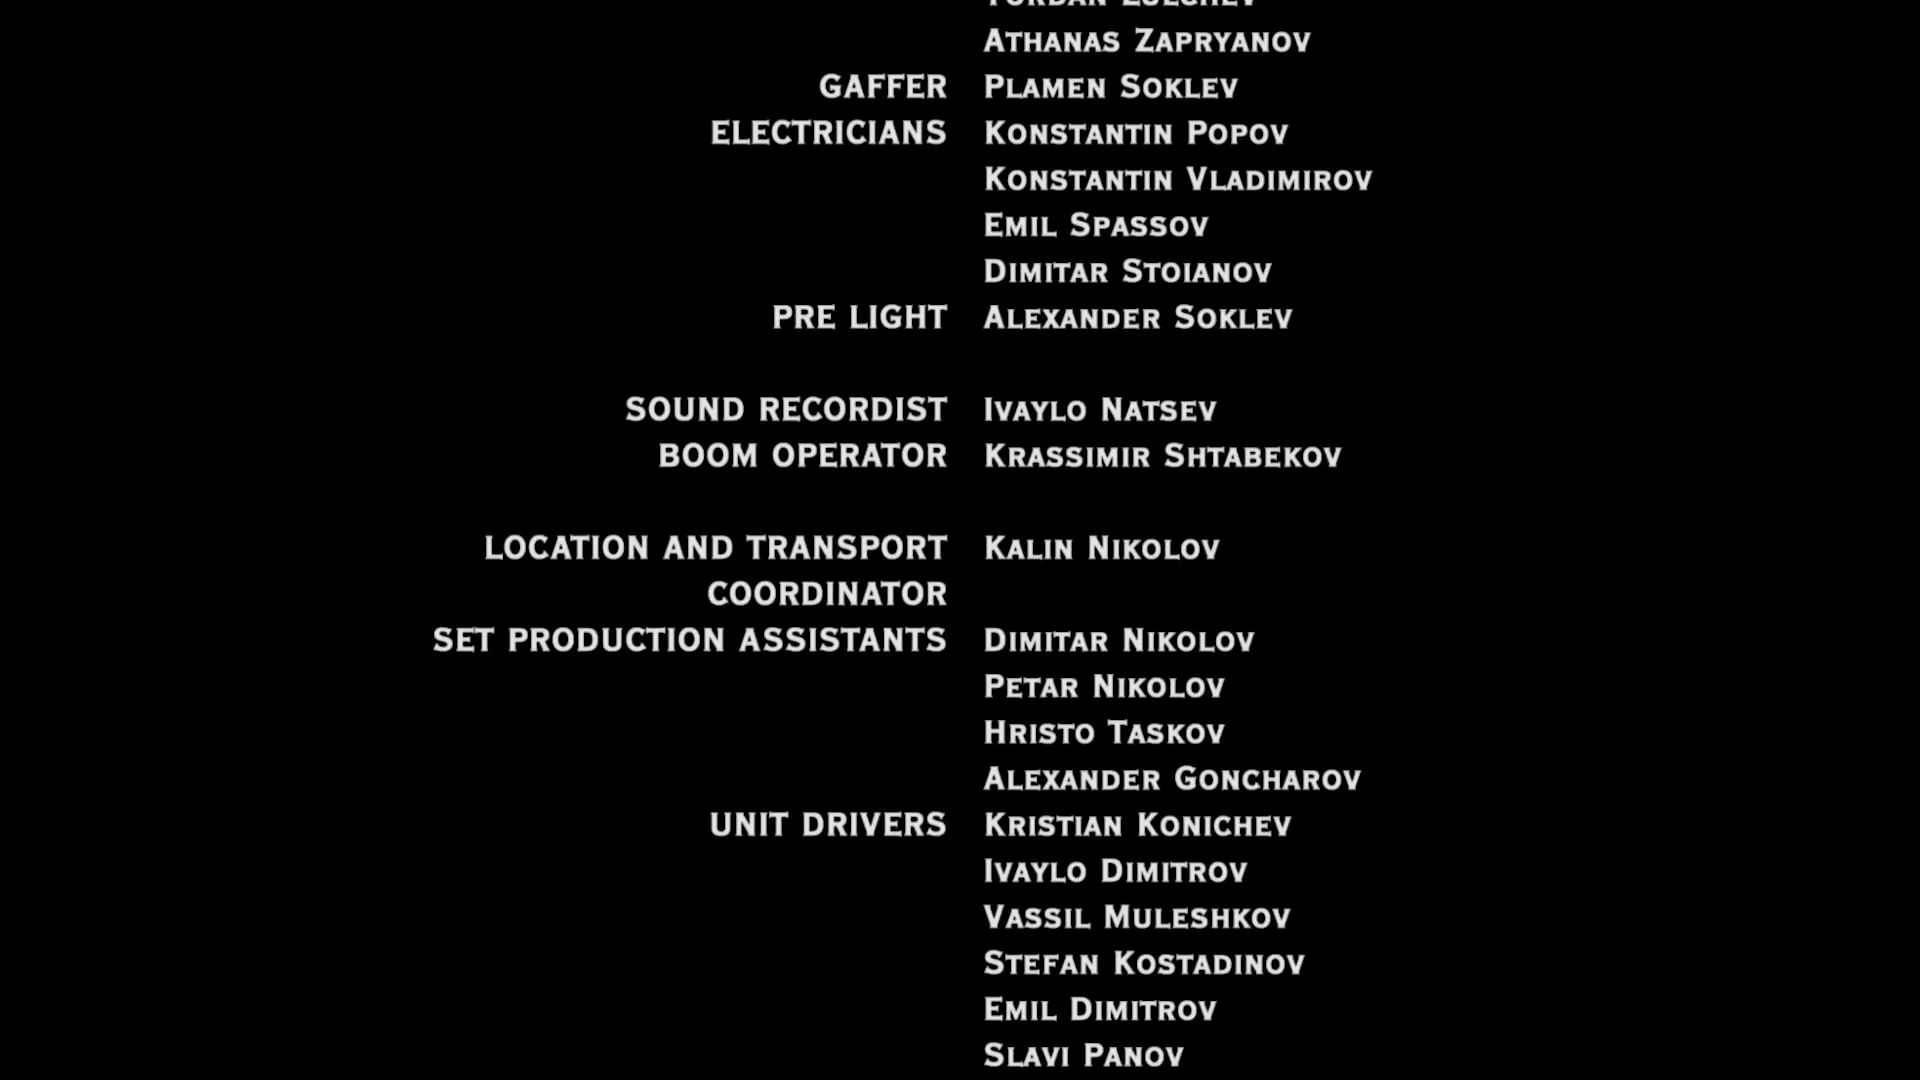 Athanas Zapryanov
GAFFER Plamen Soklev
ELECTRICIANS Konstantin Popov
Konstantin Vladimirov
Emil Spassov
Dimitar Stoianov
PRE LIGHT Alexander Soklev
SOUND RECORDIST Ivaylo Natsev
BOOM OPERATOR Krassimir Shtabekov
LOCATION AND TRANSPORT Kalin Nikolov
COORDINATOR
SET PRODUCTION ASSISTANTS Dimitar Nikolov
Petar Nikolov
Hristo Taskov
Alexander Goncharov
UNIT DRIVERS Kristian Konichev
Ivaylo Dimitrov
Vassil Muleshkov
Stefan Kostadinov
Emil Dimitrov
Slavi Panov